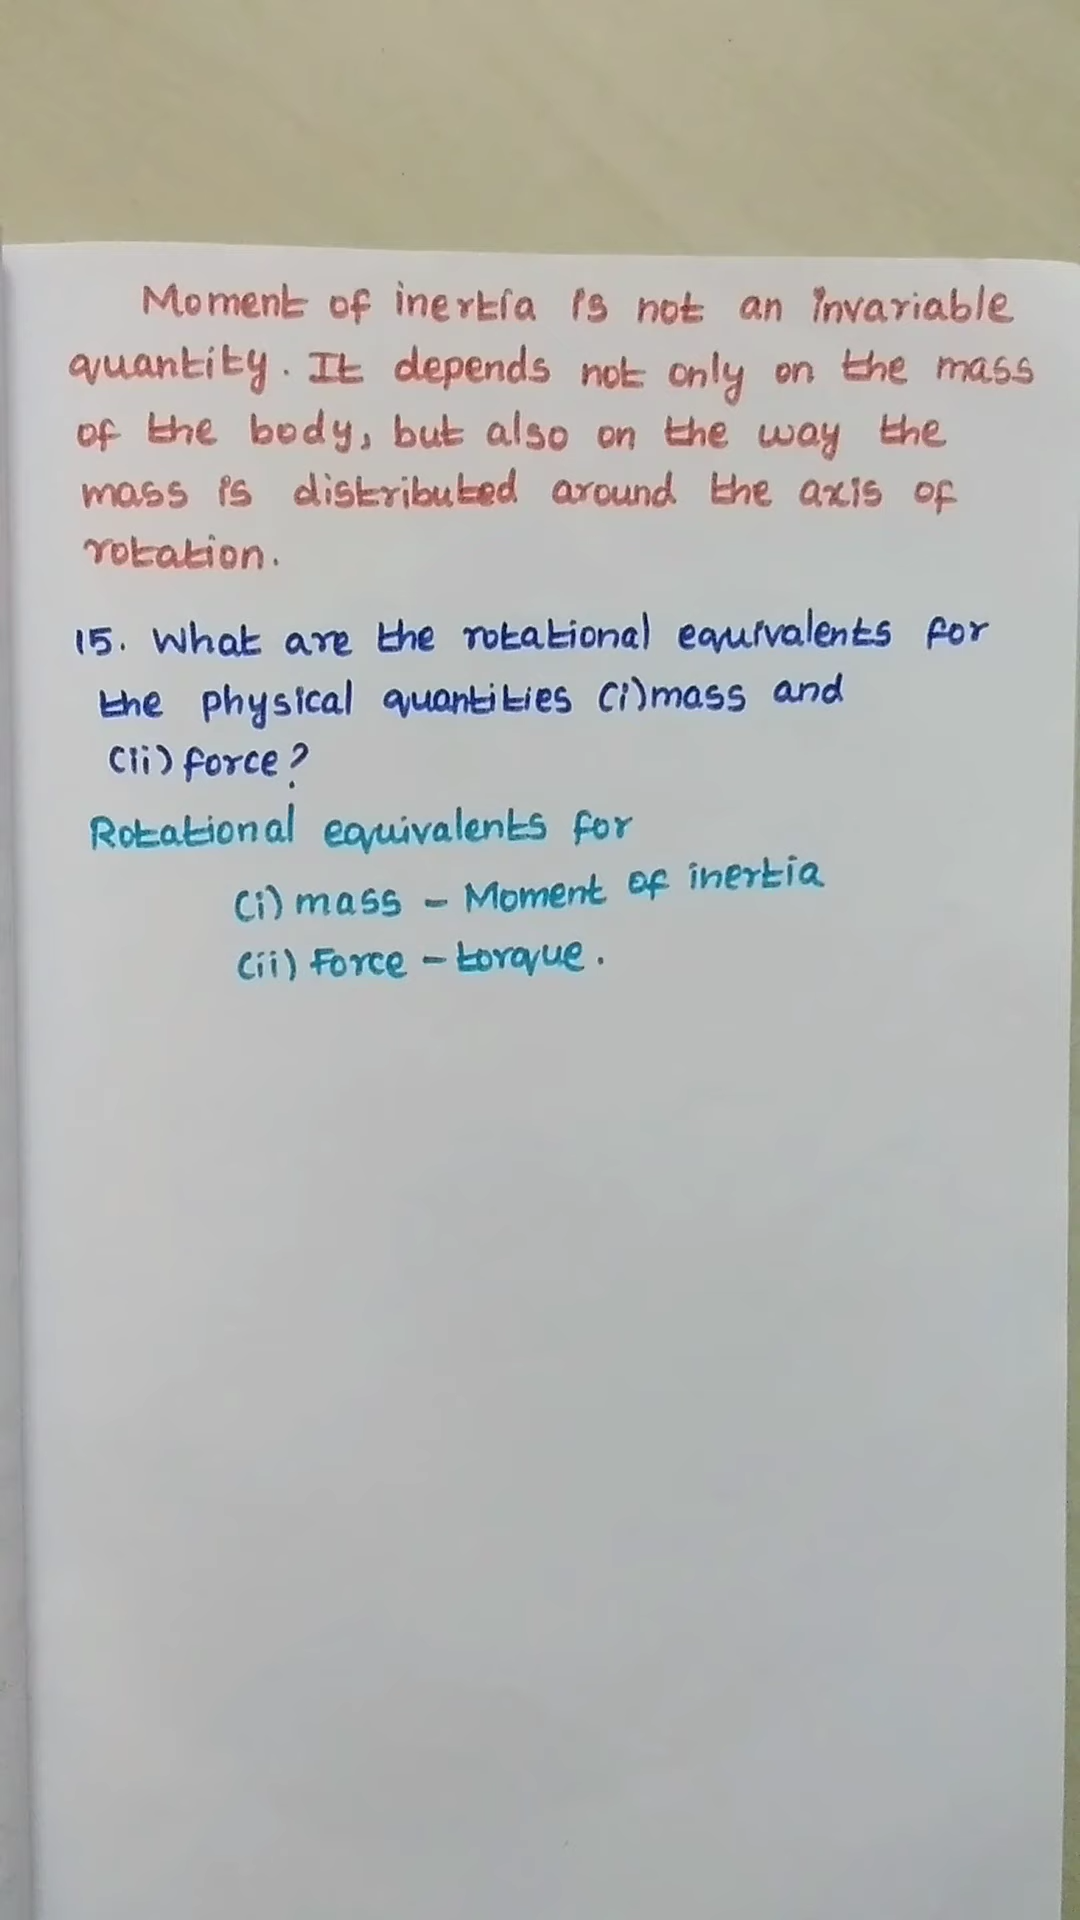 Moment of inertia is not an invariable
quantity. It depends not only on the mass
of the body, but also on the way the
mass is distributed around the axis of
rotation.
15. What are the rotational equivalents for
the physical quantities (i) mass and
(ii) force?
Rotational equivalents for
(i) mass - Moment of inertia
(ii) Force - torque.